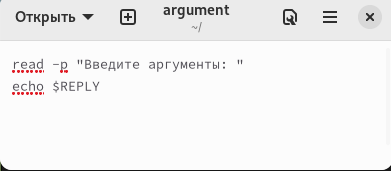 Открыть
argument
~/
read -p "Введите аргументы: "
echo $REPLY